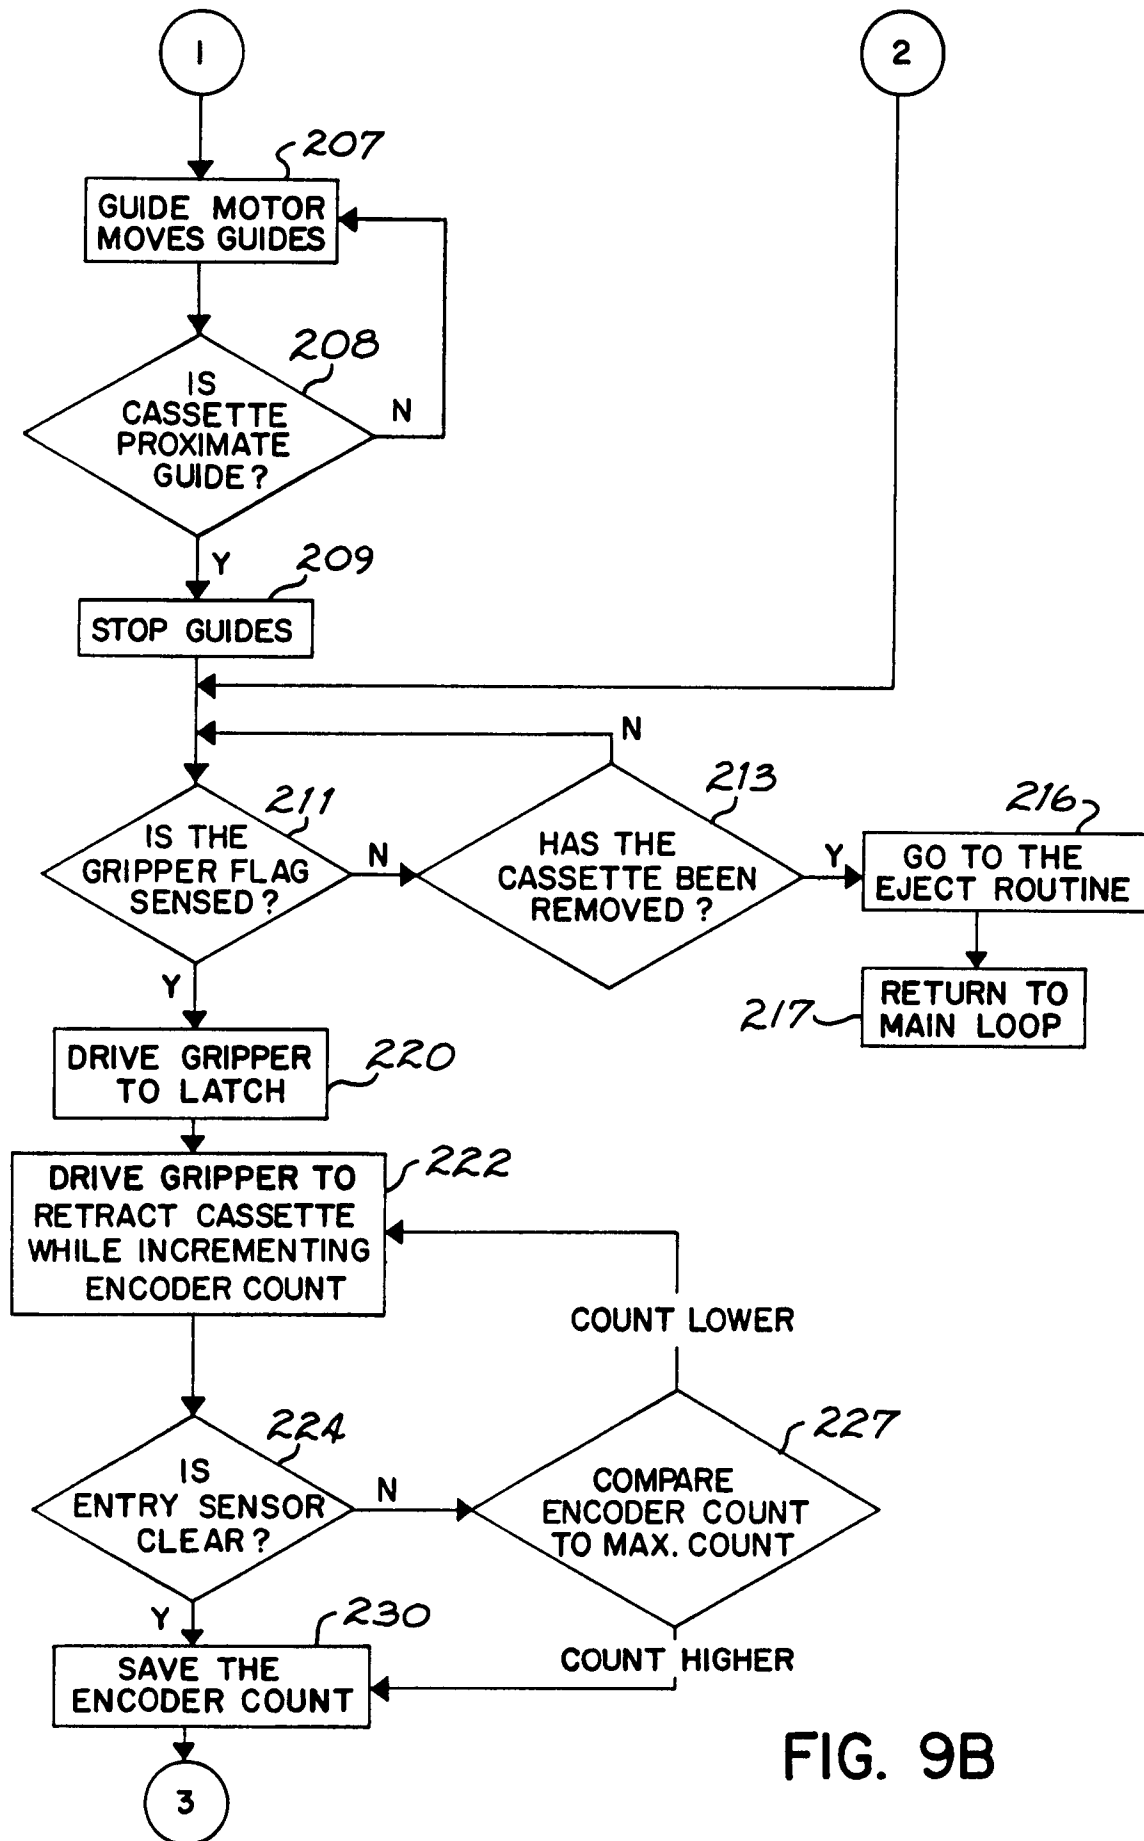 1
2
207
GUIDE MOTOR
MOVES GUIDES
208
IS
CASSETTE
PROXIMATE
GUIDE?
N
Y
209
STOP GUIDES
N
211
IS THE
GRIPPER FLAG
SENSED?
N
213
HAS THE
CASSETTE BEEN
REMOVED?
Y
216
GO TO THE
EJECT ROUTINE
217
RETURN TO
MAIN LOOP
Y
DRIVE GRIPPER
TO LATCH
220
222
DRIVE GRIPPER TO
RETRACT CASSETTE
WHILE INCREMENTING
ENCODER COUNT
COUNT LOWER
224
IS
ENTRY SENSOR
CLEAR?
N
227
COMPARE
ENCODER COUNT
TO MAX. COUNT
Y
230
COUNT HIGHER
SAVE THE
ENCODER COUNT
3
FIG. 9B